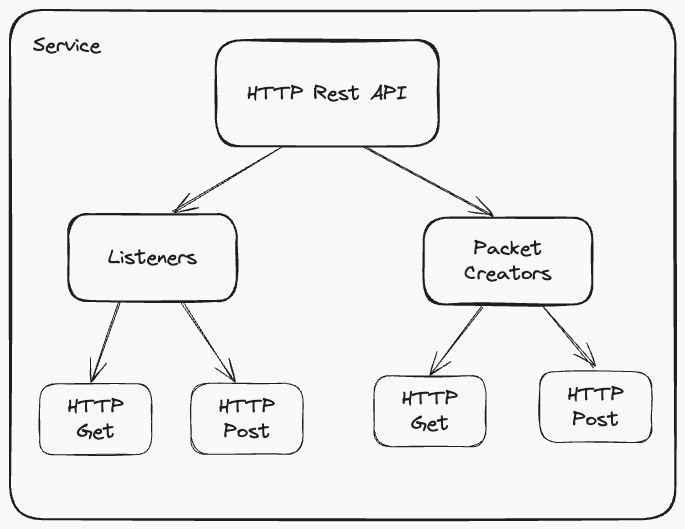 Service
HTTP Rest API
Listeners
Packet
Creators
HTTP
Get
HTTP
Post
HTTP
Get
HTTP
Post